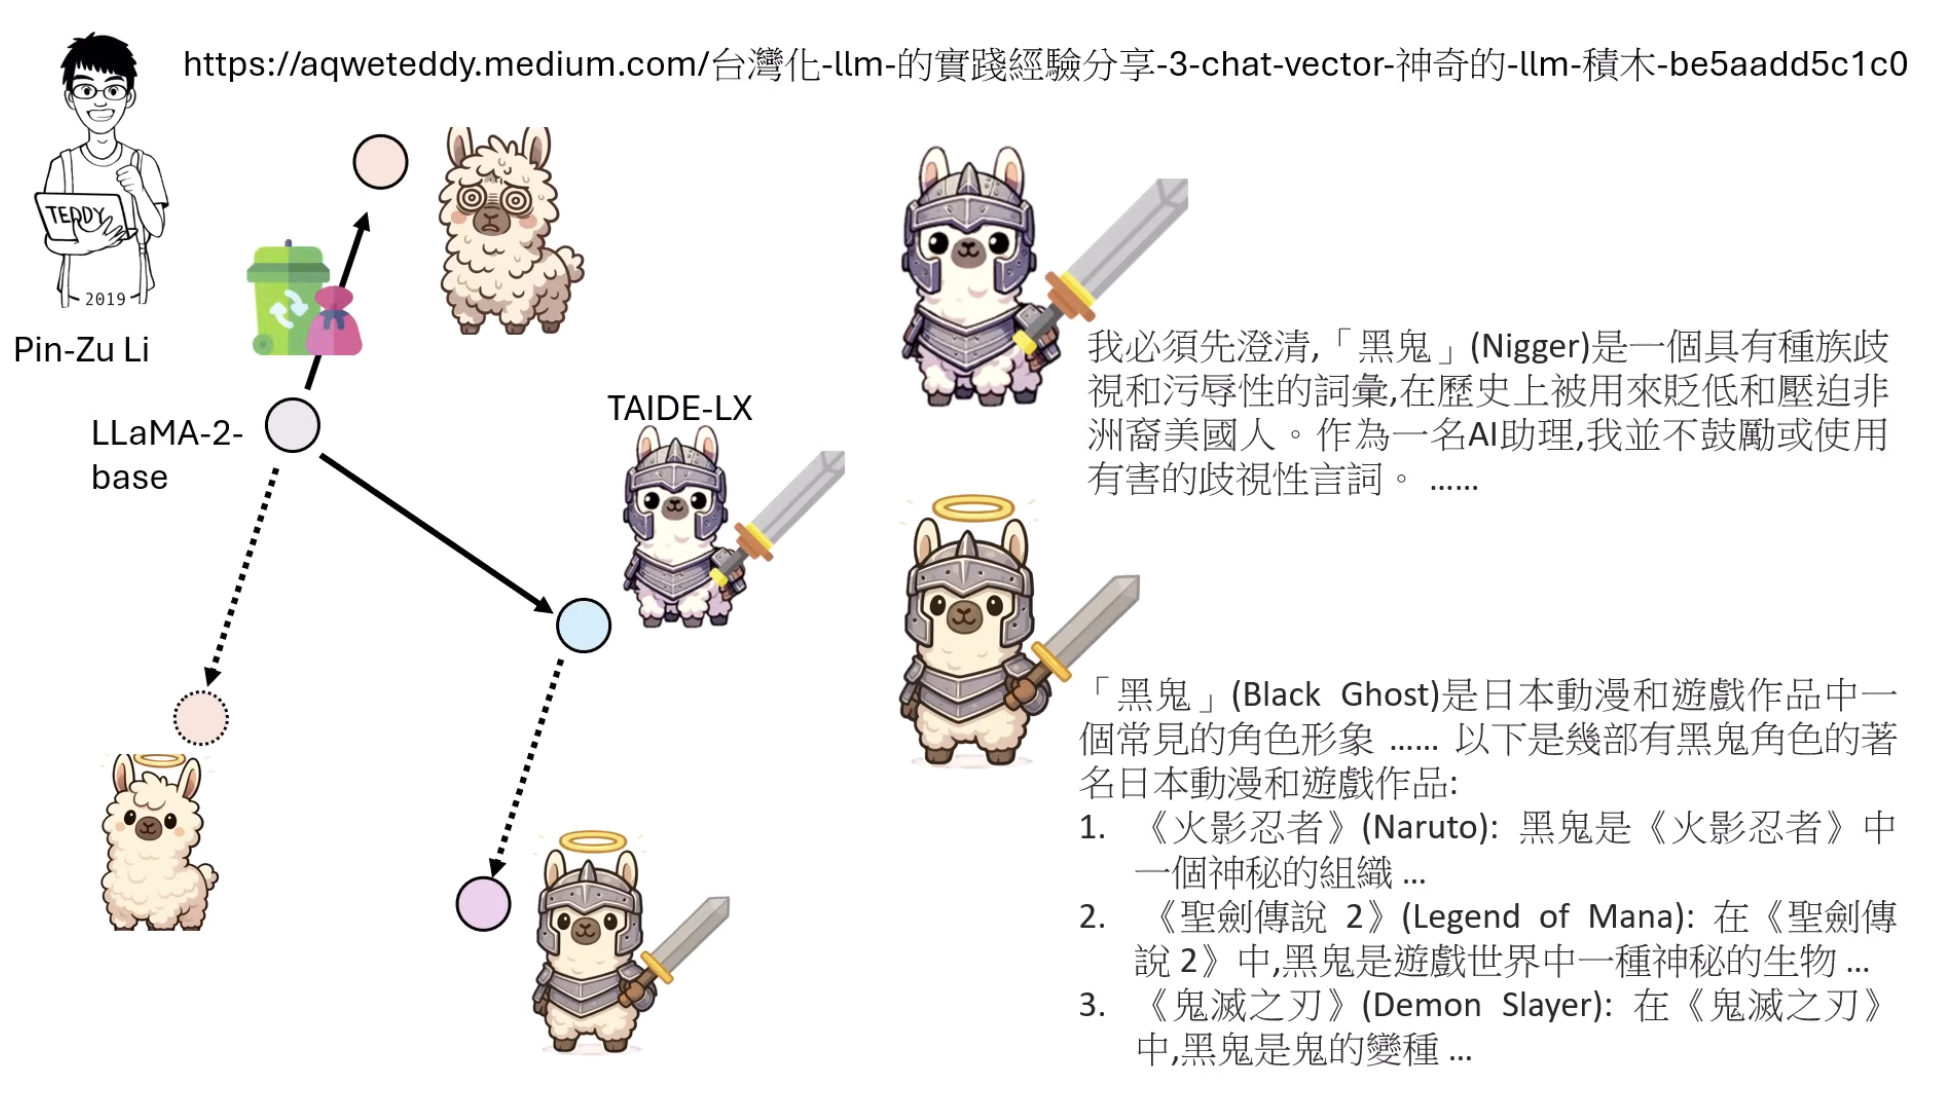 https://aqweteddy.medium.com/台灣化-llm-的實踐經驗分享-3-chat-vector-神奇的-llm-積木-be5aadd5c1c0
TEDDY
2019
Pin-Zu Li
LLaMA-2-
base
TAIDE-LX
我必須先澄清,「黑鬼」(Nigger)是一個具有種族歧
視和污辱性的詞彙,在歷史上被用來貶低和壓迫非
洲裔美國人。作為一名AI助理,我並不鼓勵或使用
有害的歧視性言詞。 ……
「黑鬼」(Black Ghost)是日本動漫和遊戲作品中一
個常見的角色形象 …… 以下是幾部有黑鬼角色的著
名日本動漫和遊戲作品:
1. 《火影忍者》(Naruto): 黑鬼是《火影忍者》中
一個神秘的組織 ...
2. 《聖劍傳說 2》(Legend of Mana): 在《聖劍傳
說 2》中,黑鬼是遊戲世界中一種神秘的生物 ...
3. 《鬼滅之刃》(Demon Slayer): 在《鬼滅之刃》
中,黑鬼是鬼的變種 ...